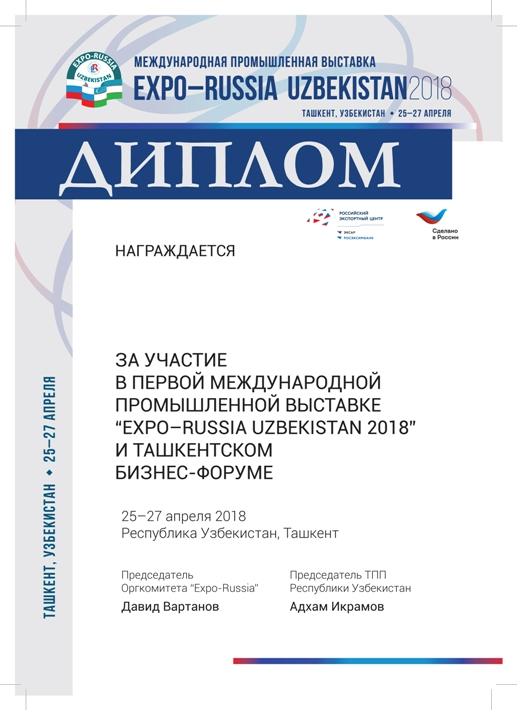 EXPO-RUSSIA
UZBEKISTAN
МЕЖДУНАРОДНАЯ ПРОМЫШЛЕННАЯ ВЫСТАВКА
EXPO–RUSSIA UZBEKISTAN2018
ТАШКЕНТ, УЗБЕКИСТАН • 25–27 АПРЕЛЯ
ДИПЛОМ
РОССИЙСКИЙ
ЭКСПОРТНЫЙ ЦЕНТР
ЭКСАР
РОСЭКСИМБАНК
Сделано
в России
НАГРАЖДАЕТСЯ
ЗА УЧАСТИЕ
В ПЕРВОЙ МЕЖДУНАРОДНОЙ
ПРОМЫШЛЕННОЙ ВЫСТАВКЕ
“EXPO–RUSSIA UZBEKISTAN 2018”
И ТАШКЕНТСКОМ
БИЗНЕС-ФОРУМЕ
25–27 апреля 2018
Республика Узбекистан, Ташкент
Председатель
Оргкомитета “Expo-Russia”
Давид Вартанов
Председатель ТПП
Республики Узбекистан
Адхам Икрамов
ТАШКЕНТ, УЗБЕКИСТАН • 25–27 АПРЕЛЯ